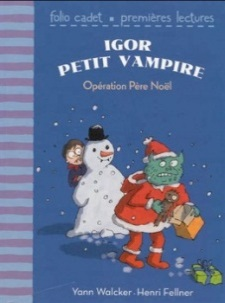 folio cadet • premières lectures
IGOR
PETIT VAMPIRE
Opération Père Noël
Yann Walcker • Henri Fellner